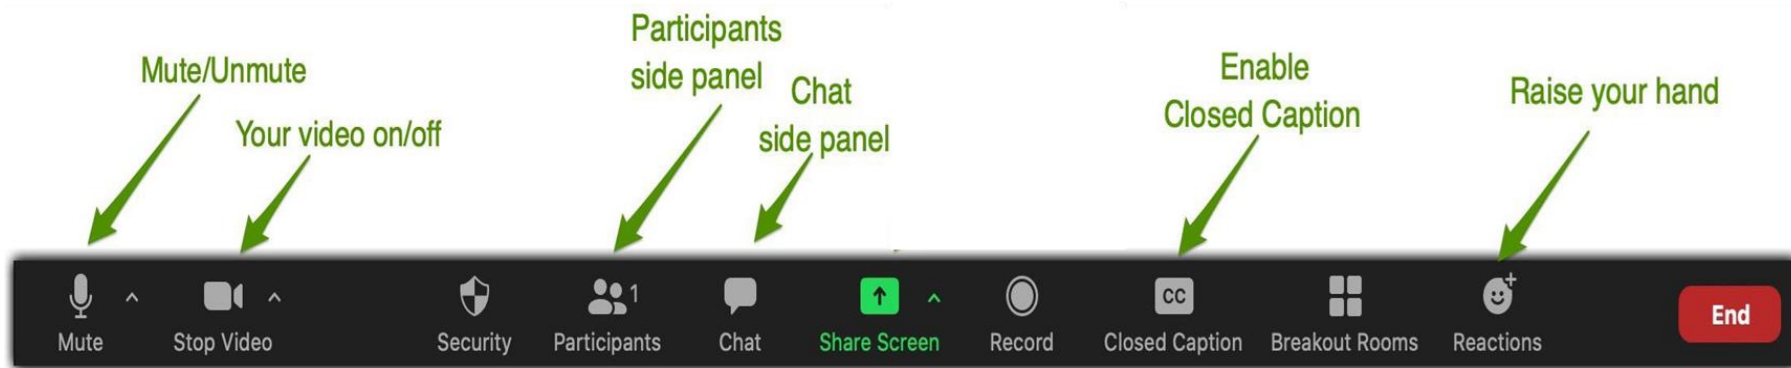 Mute/Unmute
Your video on/off
Participants
side panel
Chat
side panel
Enable
Closed Caption
Raise your hand
1
CC
Mute
Stop Video
Security
Participants
Chat
Share Screen
Record
Closed Caption
Breakout Rooms
Reactions
End